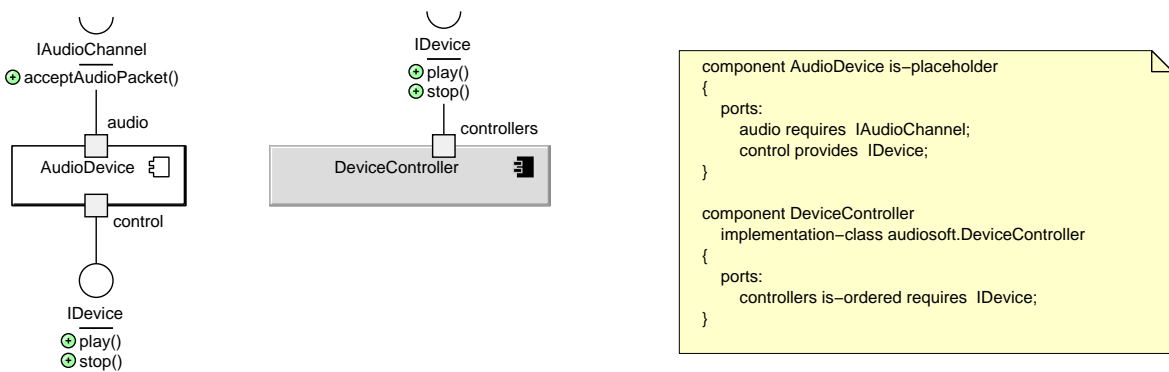 IAudioChannel
acceptAudioPacket()
audio
AudioDevice
control
IDevice
play()
stop()
IDevice
play()
stop()
controllers
DeviceController
component AudioDevice is−placeholder
{
ports:
audio requires IAudioChannel;
control provides IDevice;
}
component DeviceController
implementation−class audiosoft.DeviceController
{
ports:
controllers is−ordered requires IDevice;
}